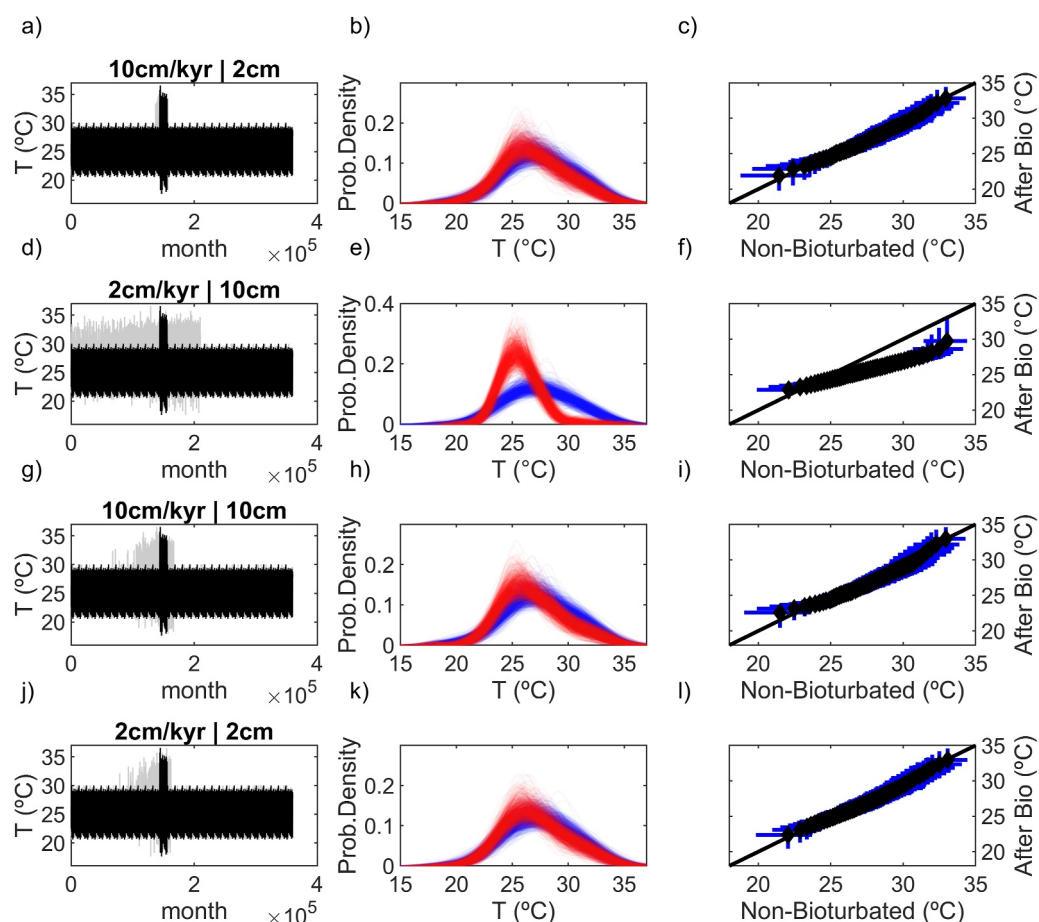 a)
b)
c)
10cm/kyr | 2cm
T (ºC)
35
30
25
20
0
2
4
month
×10⁵
Prob.Density
0.2
0.1
0
15
20
25
30
35
T (°C)
35
30
25
20
After Bio (°C)
20
25
30
35
Non-Bioturbated (°C)
d)
e)
f)
2cm/kyr | 10cm
T (ºC)
35
30
25
20
0
2
4
month
×10⁵
Prob.Density
0.4
0.2
0
15
20
25
30
35
T (°C)
35
30
25
20
After Bio (°C)
20
25
30
35
Non-Bioturbated (°C)
g)
h)
i)
10cm/kyr | 10cm
T (ºC)
35
30
25
20
0
2
4
month
×10⁵
Prob.Density
0.2
0.1
0
15
20
25
30
35
T (ºC)
35
30
25
20
After Bio (ºC)
20
25
30
35
Non-Bioturbated (ºC)
j)
k)
l)
2cm/kyr | 2cm
T (ºC)
35
30
25
20
0
2
4
month
×10⁵
Prob.Density
0.2
0.1
0
15
20
25
30
35
T (ºC)
35
30
25
20
After Bio (ºC)
20
25
30
35
Non-Bioturbated (ºC)